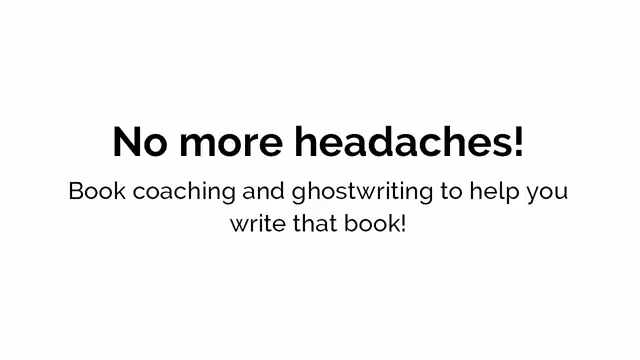 No more headaches!
Book coaching and ghostwriting to help you
write that book!